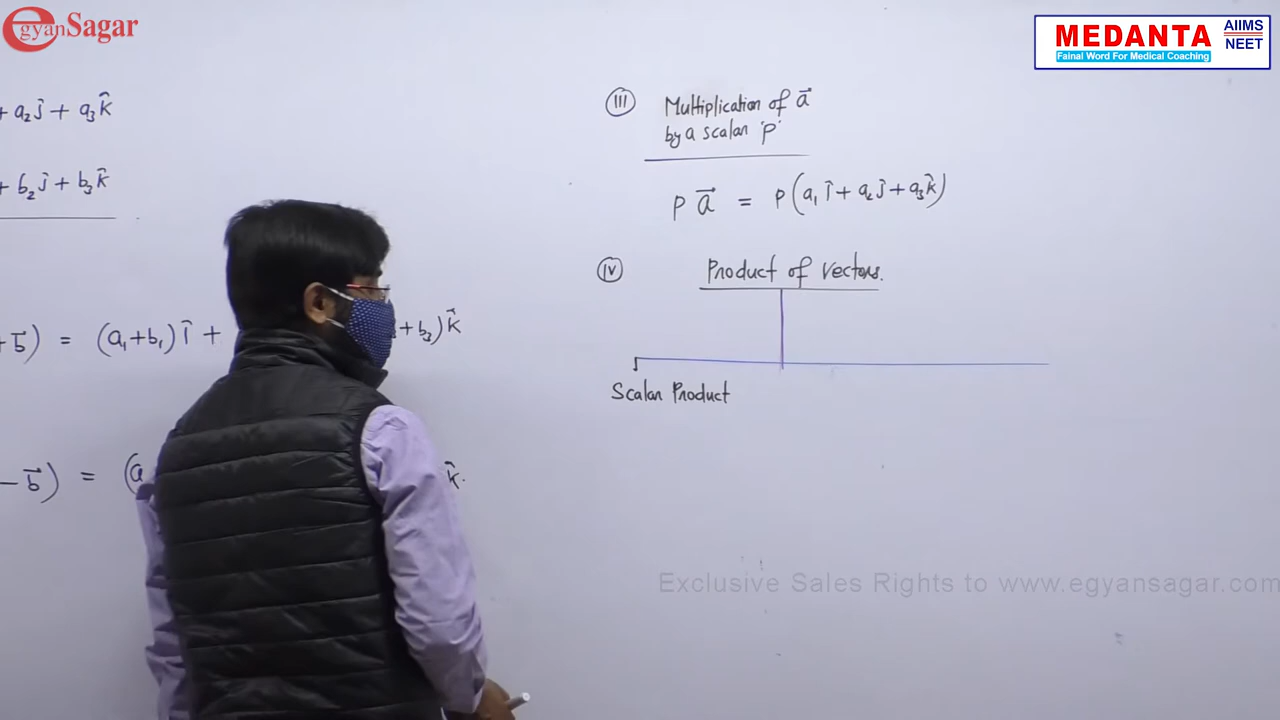 egyanSagar
MEDANTA AIIMS NEET
Fainal Word For Medical Coaching
+ a₂ĵ + a₃k̂
+ b₂ĵ + b₃k̂
+b⃗) = (a₁+b₁)î + + b₃)k̂
−b⃗) = (a k̂.
(III) Multiplication of a⃗
by a scalar 'p'
p a⃗ = p(a₁î + a₂ĵ + a₃k̂)
(IV) Product of Vectors.
Scalar Product
Exclusive Sales Rights to www.egyansagar.com